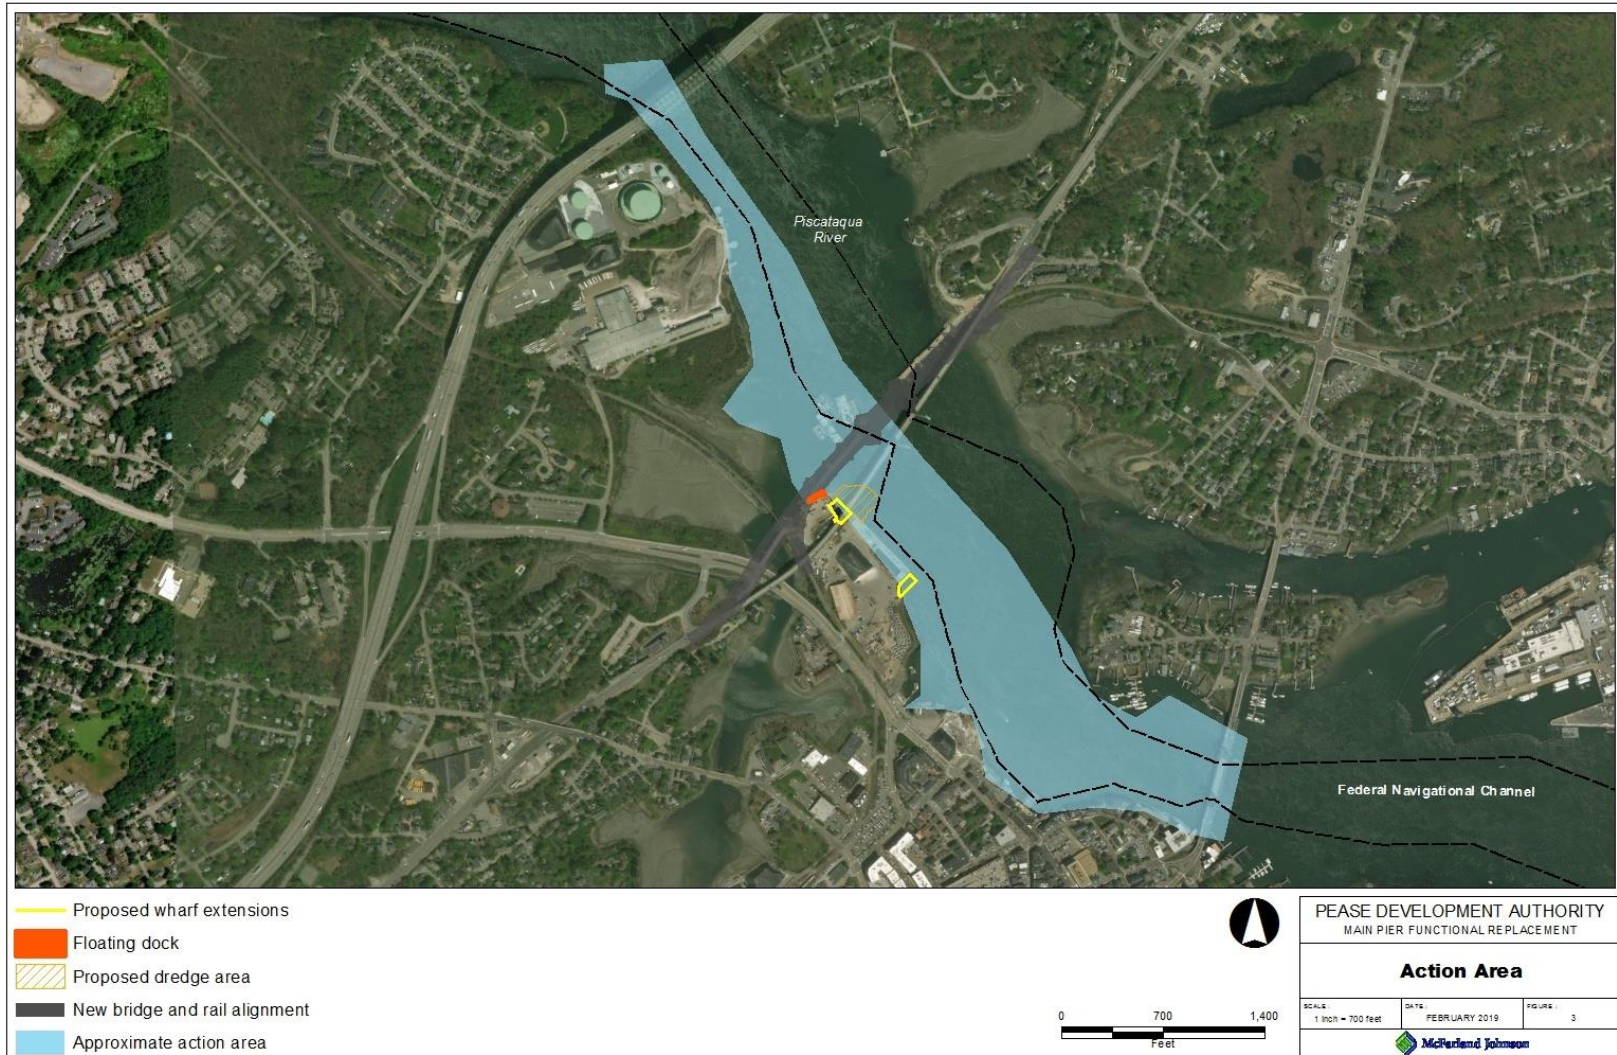 Piscataqua
River
Federal Navigational Channel
Proposed wharf extensions
Floating dock
Proposed dredge area
New bridge and rail alignment
Approximate action area
0 700 1,400
Feet
PEASE DEVELOPMENT AUTHORITY
MAIN PIER FUNCTIONAL REPLACEMENT
Action Area
SCALE: DATE: FIGURE:
1 inch = 700 feet FEBRUARY 2019 3
McFarland Johnson